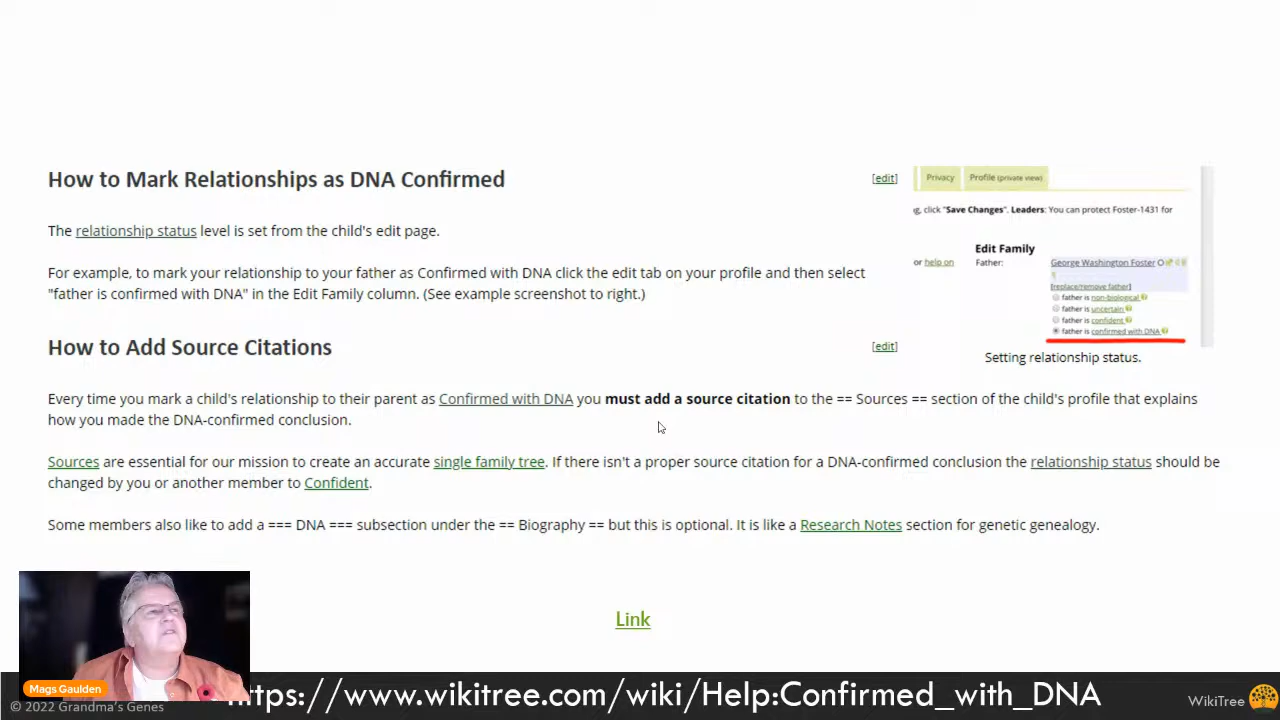 How to Mark Relationships as DNA Confirmed
[edit]
The relationship status level is set from the child's edit page.
For example, to mark your relationship to your father as Confirmed with DNA click the edit tab on your profile and then select
"father is confirmed with DNA" in the Edit Family column. (See example screenshot to right.)
Privacy
Profile (private view)
g, click "Save Changes". Leaders: You can protect Foster-1431 for
Edit Family
or help on
Father:
George Washington Foster
[replace/remove father]
father is non-biological
father is uncertain
father is confident
father is confirmed with DNA
Setting relationship status.
How to Add Source Citations
[edit]
Every time you mark a child's relationship to their parent as Confirmed with DNA you must add a source citation to the == Sources == section of the child's profile that explains
how you made the DNA-confirmed conclusion.
Sources are essential for our mission to create an accurate single family tree. If there isn't a proper source citation for a DNA-confirmed conclusion the relationship status should be
changed by you or another member to Confident.
Some members also like to add a === DNA === subsection under the == Biography == but this is optional. It is like a Research Notes section for genetic genealogy.
Link
Mags Gaulden
ttps://www.wikitree.com/wiki/Help:Confirmed_with_DNA
© 2022 Grandma's Genes
WikiTree